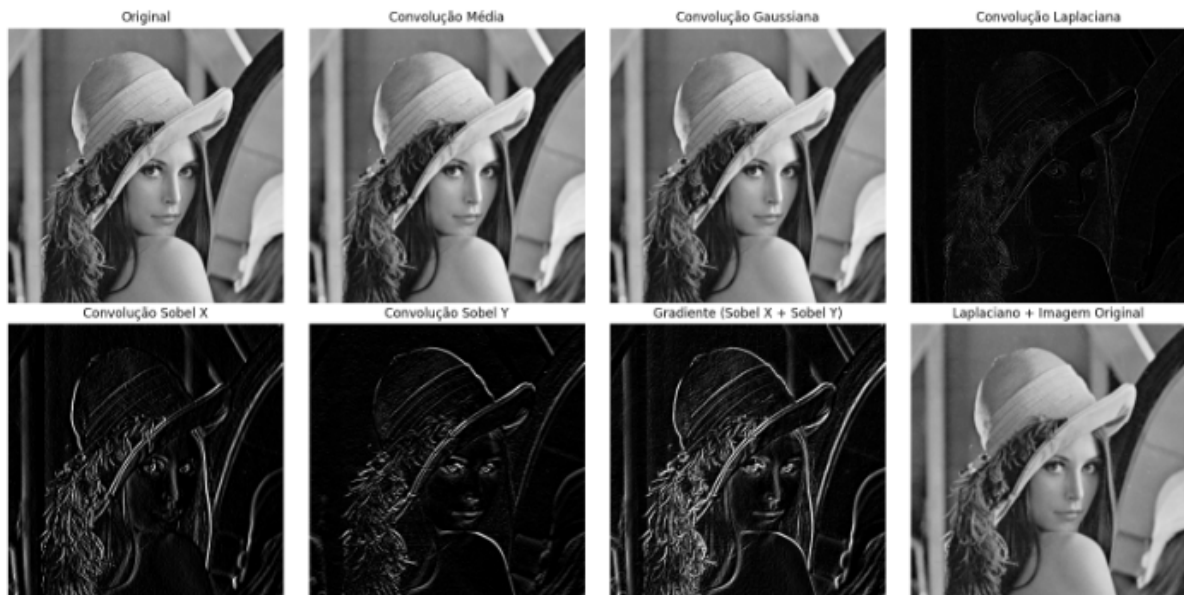 Original
Convolução Média
Convolução Gaussiana
Convolução Laplaciana
Convolução Sobel X
Convolução Sobel Y
Gradiente (Sobel X + Sobel Y)
Laplaciano + Imagem Original